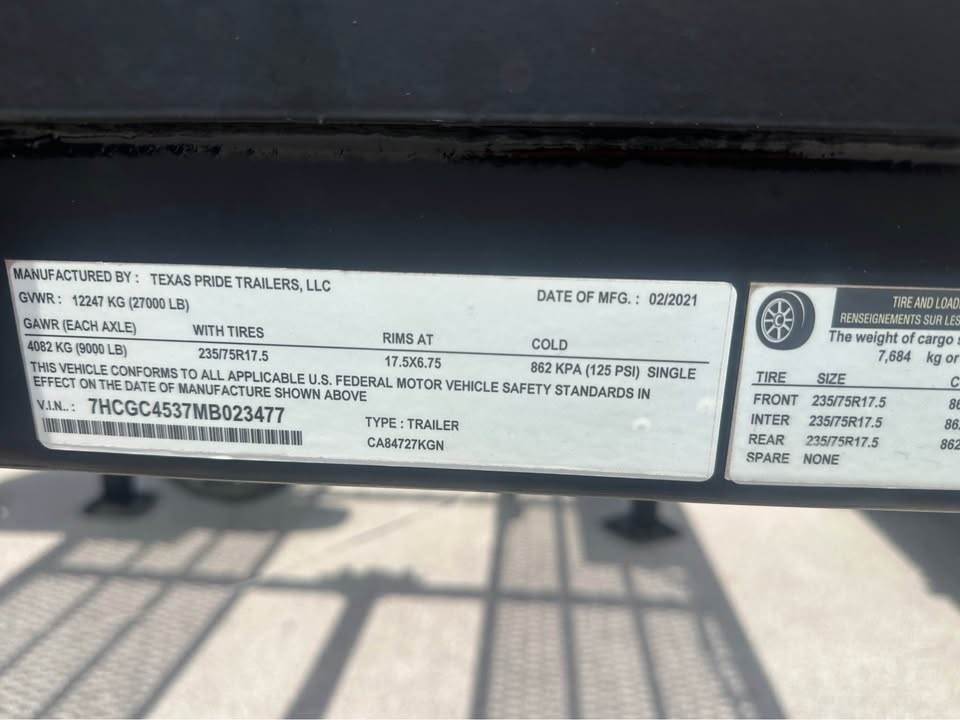 MANUFACTURED BY : TEXAS PRIDE TRAILERS, LLC
GVWR : 12247 KG (27000 LB) DATE OF MFG. : 02/2021
GAWR (EACH AXLE) WITH TIRES RIMS AT COLD
4082 KG (9000 LB) 235/75R17.5 17.5X6.75 862 KPA (125 PSI) SINGLE
THIS VEHICLE CONFORMS TO ALL APPLICABLE U.S. FEDERAL MOTOR VEHICLE SAFETY STANDARDS IN
EFFECT ON THE DATE OF MANUFACTURE SHOWN ABOVE
V.I.N.. : 7HCGC4537MB023477
TYPE : TRAILER
CA84727KGN
TIRE AND LOAD
RENSEIGNEMENTS SUR LES
The weight of cargo s
7,684 kg or
TIRE SIZE C
FRONT 235/75R17.5 86
INTER 235/75R17.5 862
REAR 235/75R17.5 862
SPARE NONE